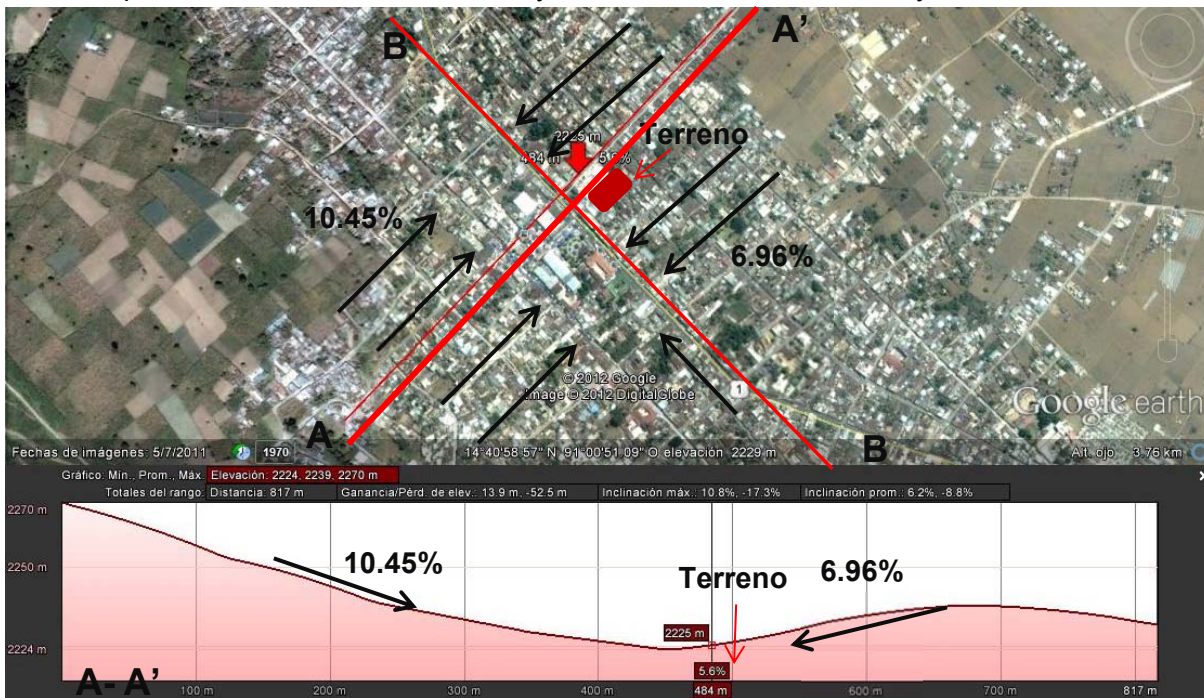 B
A'
2225 m
Terreno
484 m 5.6%
10.45%
6.96%
© 2012 Google
Image © 2012 DigitalGlobe
1
Google earth
A
B
Fechas de imágenes: 5/7/2011
1970
14°40'58.57" N 91°00'51.09" O elevación 2229 m
Alt. ojo 3.76 km
Gráfico: Mín., Prom., Máx. Elevación: 2224, 2239, 2270 m
Totales del rango: Distancia: 817 m Ganancia/Pérd. de elev.: 13.9 m, -52.5 m Inclinación máx.: 10.8%, -17.3% Inclinación prom.: 6.2%, -8.8%
2270 m
2250 m
10.45%
Terreno
6.96%
2225 m
2224 m
5.6%
A- A'
100 m 200 m 300 m 484 m 600 m 700 m 817 m